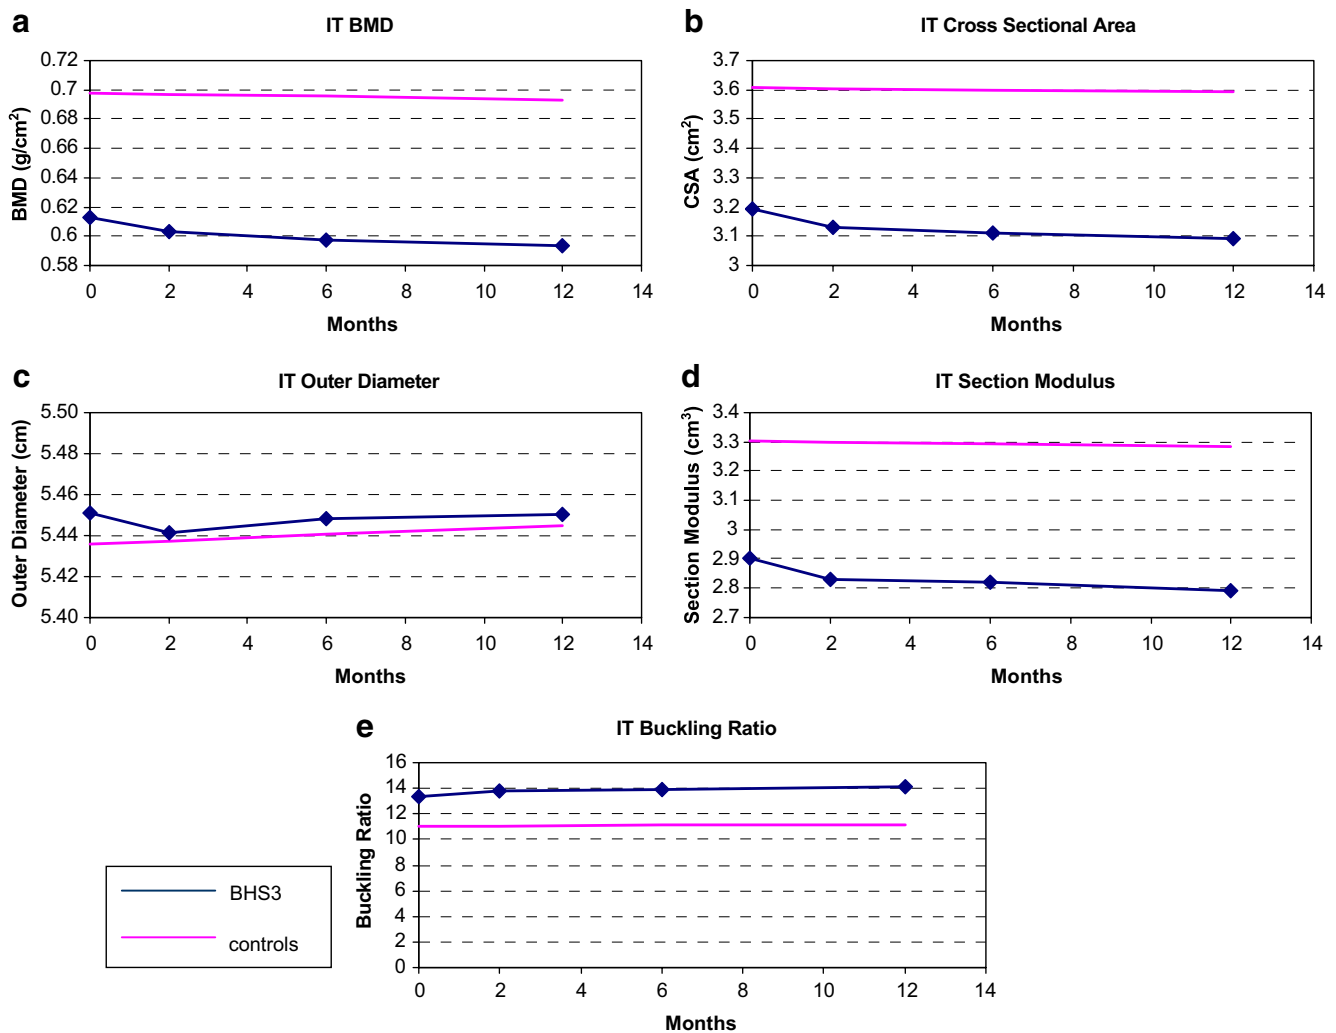 a
IT BMD
BMD (g/cm²)
0.72
0.7
0.68
0.66
0.64
0.62
0.6
0.58
0 2 4 6 8 10 12 14
Months
b
IT Cross Sectional Area
CSA (cm²)
3.7
3.6
3.5
3.4
3.3
3.2
3.1
3
0 2 4 6 8 10 12 14
Months
c
IT Outer Diameter
Outer Diameter (cm)
5.50
5.48
5.46
5.44
5.42
5.40
0 2 4 6 8 10 12 14
Months
d
IT Section Modulus
Section Modulus (cm³)
3.4
3.3
3.2
3.1
3
2.9
2.8
2.7
0 2 4 6 8 10 12 14
Months
e
IT Buckling Ratio
Buckling Ratio
16
14
12
10
8
6
4
2
0
0 2 4 6 8 10 12 14
Months
BHS3
controls